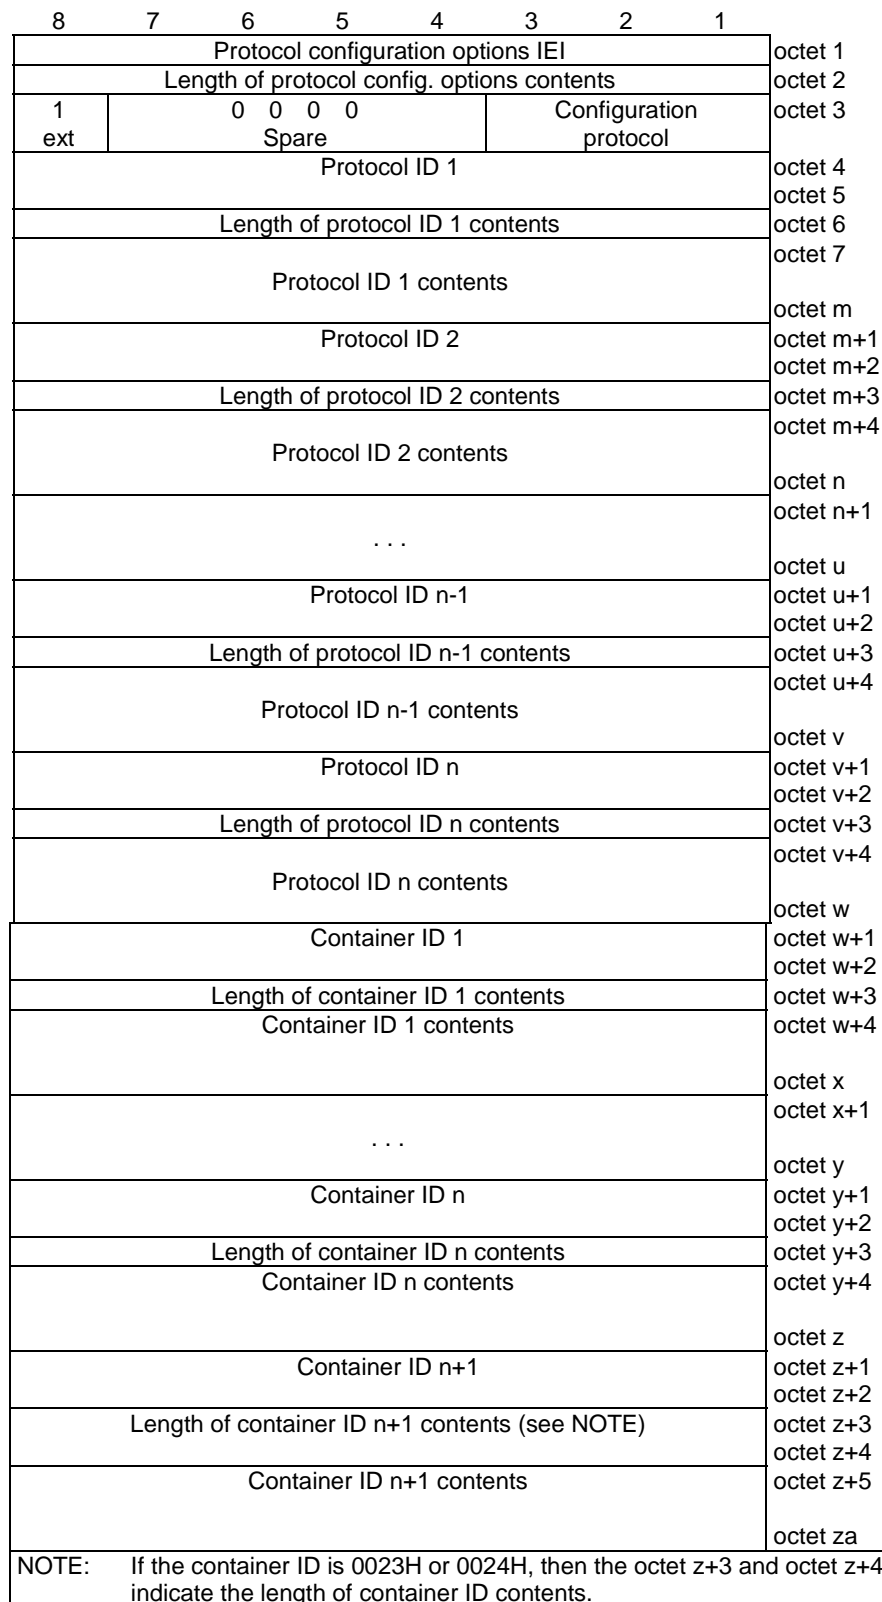 8 7 6 5 4 3 2 1
Protocol configuration options IEI octet 1
Length of protocol config. options contents octet 2
1 0 0 0 0 Configuration octet 3
ext Spare protocol
Protocol ID 1 octet 4
octet 5
Length of protocol ID 1 contents octet 6
octet 7
Protocol ID 1 contents
octet m
Protocol ID 2 octet m+1
octet m+2
Length of protocol ID 2 contents octet m+3
octet m+4
Protocol ID 2 contents
octet n
octet n+1
. . .
octet u
Protocol ID n-1 octet u+1
octet u+2
Length of protocol ID n-1 contents octet u+3
octet u+4
Protocol ID n-1 contents
octet v
Protocol ID n octet v+1
octet v+2
Length of protocol ID n contents octet v+3
octet v+4
Protocol ID n contents
octet w
Container ID 1 octet w+1
octet w+2
Length of container ID 1 contents octet w+3
Container ID 1 contents octet w+4
octet x
octet x+1
. . .
octet y
Container ID n octet y+1
octet y+2
Length of container ID n contents octet y+3
Container ID n contents octet y+4
octet z
Container ID n+1 octet z+1
octet z+2
Length of container ID n+1 contents (see NOTE) octet z+3
octet z+4
Container ID n+1 contents octet z+5
octet za
NOTE: If the container ID is 0023H or 0024H, then the octet z+3 and octet z+4
indicate the length of container ID contents.